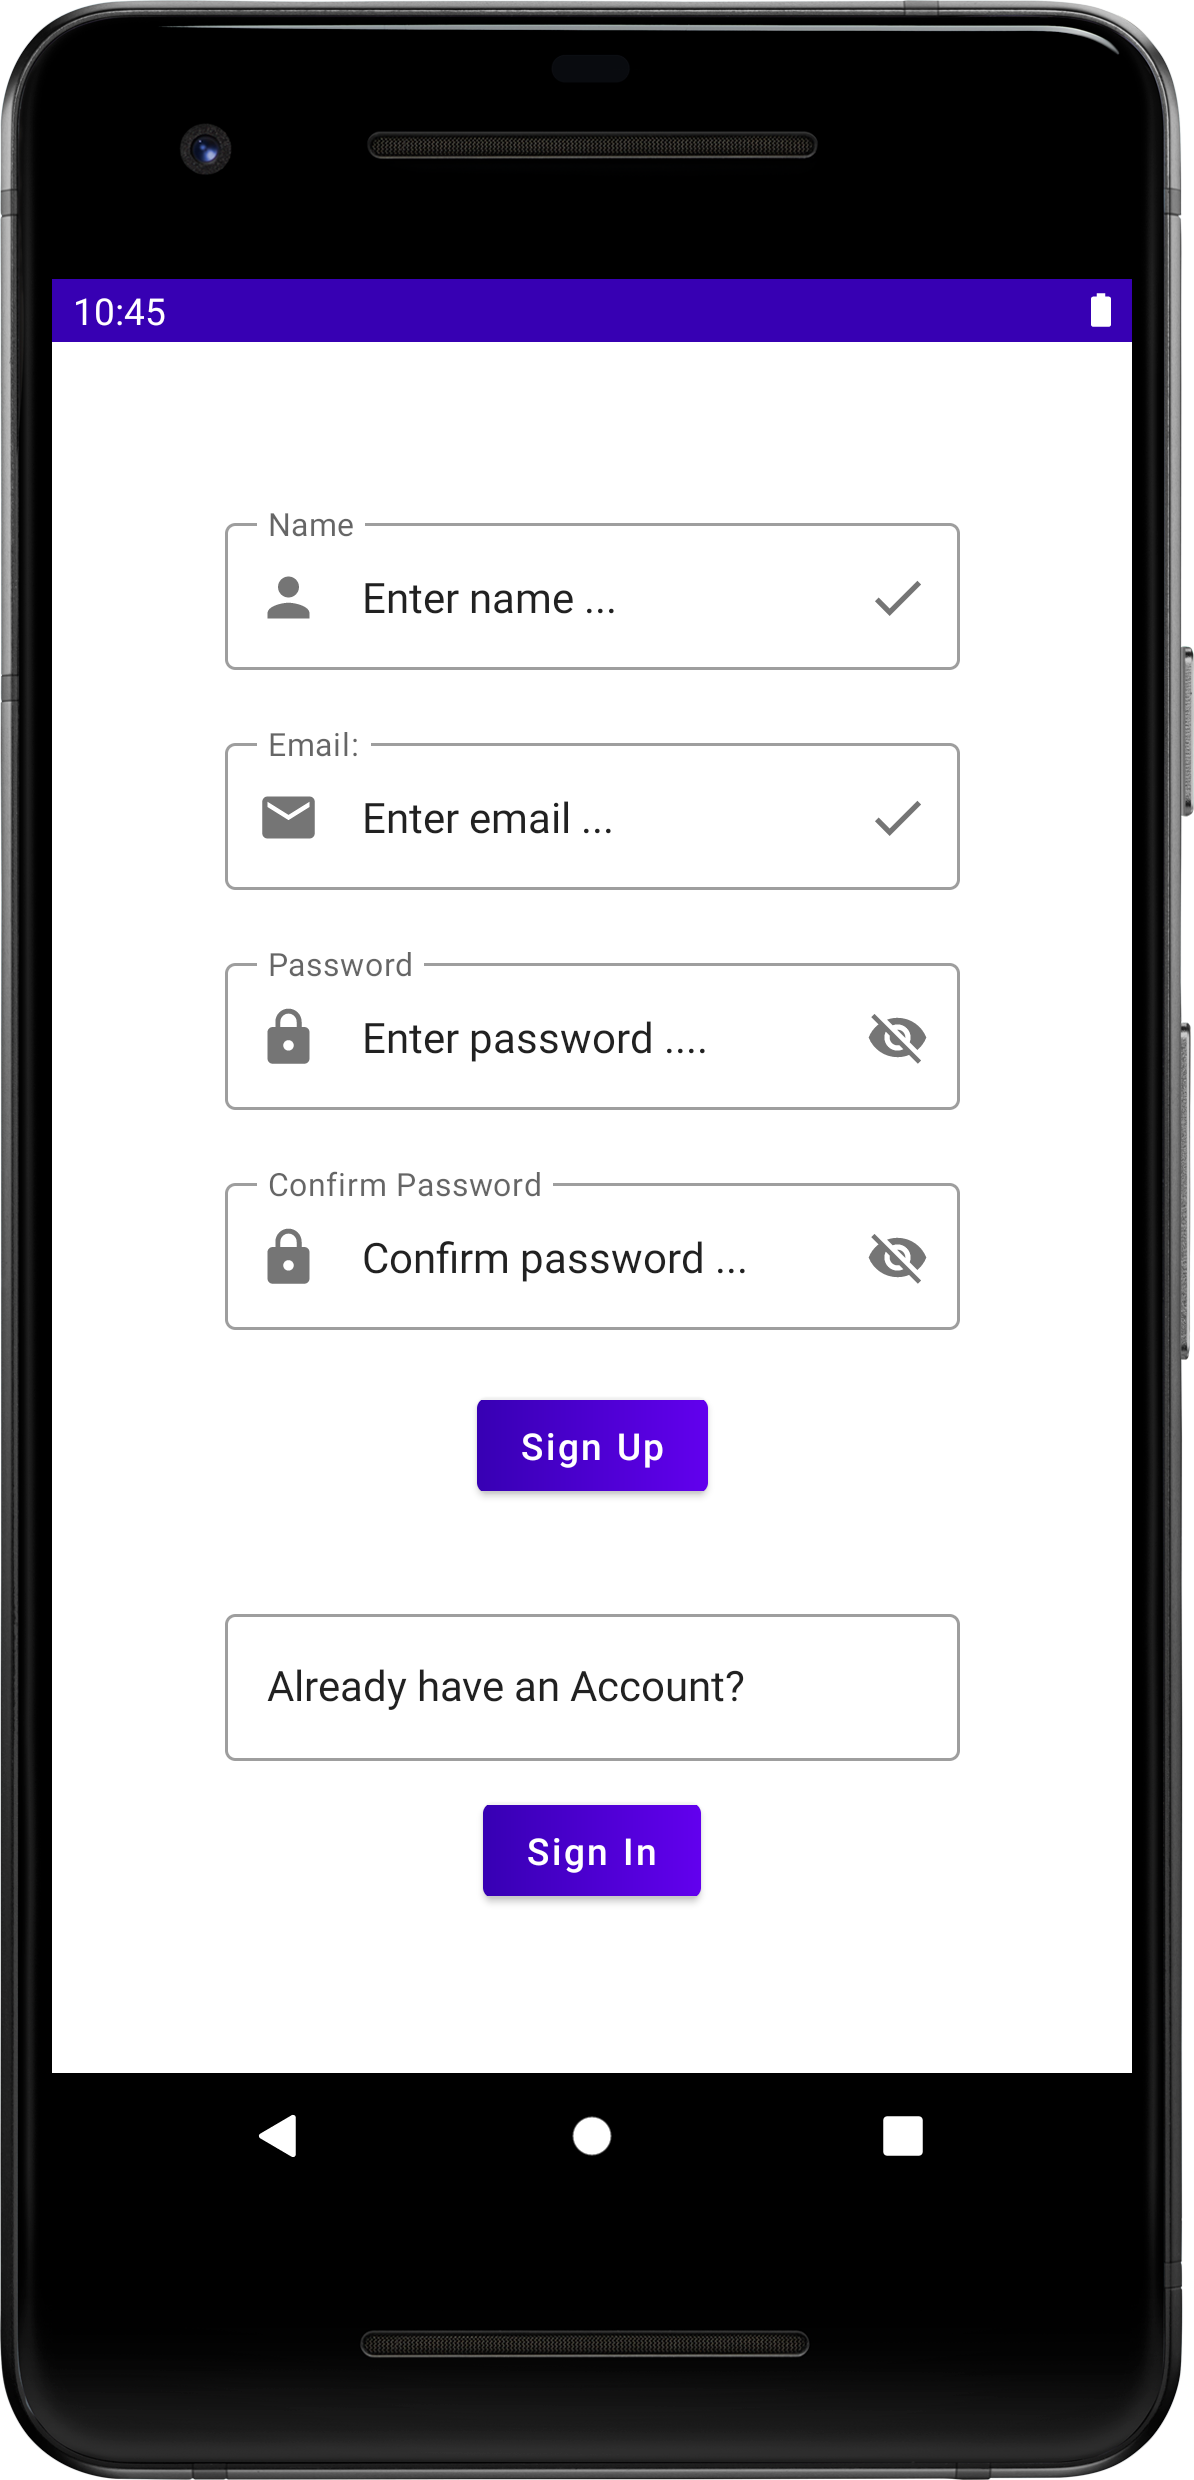 10:45
Name
Enter name ...
Email:
Enter email ...
Password
Enter password ....
Confirm Password
Confirm password ...
Sign Up
Already have an Account?
Sign In